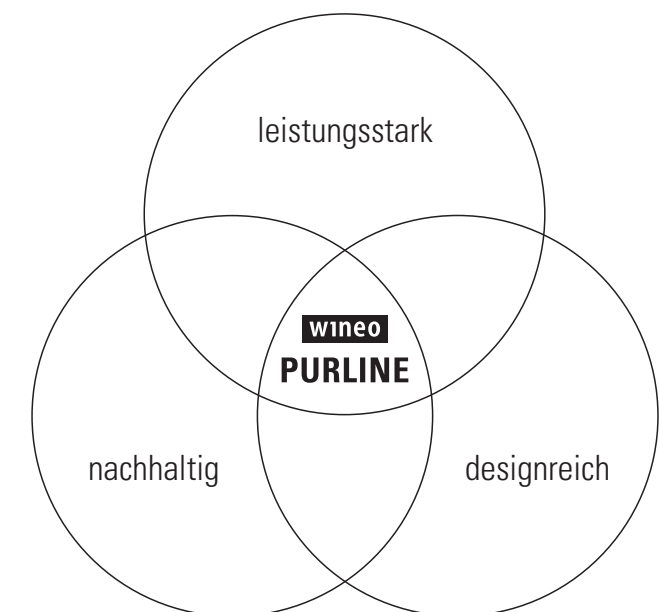 leistungsstark
wineo
PURLINE
nachhaltig
designreich